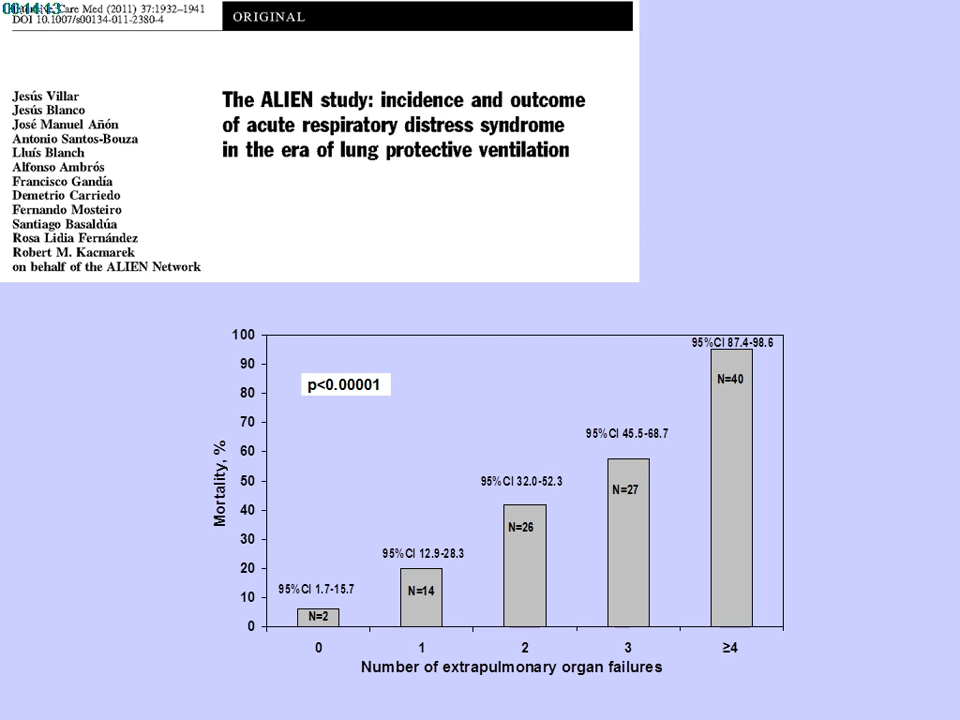 Care Med (2011) 37:1932–1941
DOI 10.1007/s00134-011-2380-4
ORIGINAL
Jesús Villar
Jesús Blanco
José Manuel Añón
Antonio Santos-Bouza
Lluís Blanch
Alfonso Ambrós
Francisco Gandía
Demetrio Carriedo
Fernando Mosteiro
Santiago Basaldúa
Rosa Lidia Fernández
Robert M. Kacmarek
on behalf of the ALIEN Network
The ALIEN study: incidence and outcome
of acute respiratory distress syndrome
in the era of lung protective ventilation
Mortality, %
100
90
80
70
60
50
40
30
20
10
0
p<0.00001
95%CI 1.7-15.7
N=2
95%CI 12.9-28.3
N=14
95%CI 32.0-52.3
N=26
95%CI 45.5-68.7
N=27
95%CI 87.4-98.6
N=40
0 1 2 3 ≥4
Number of extrapulmonary organ failures